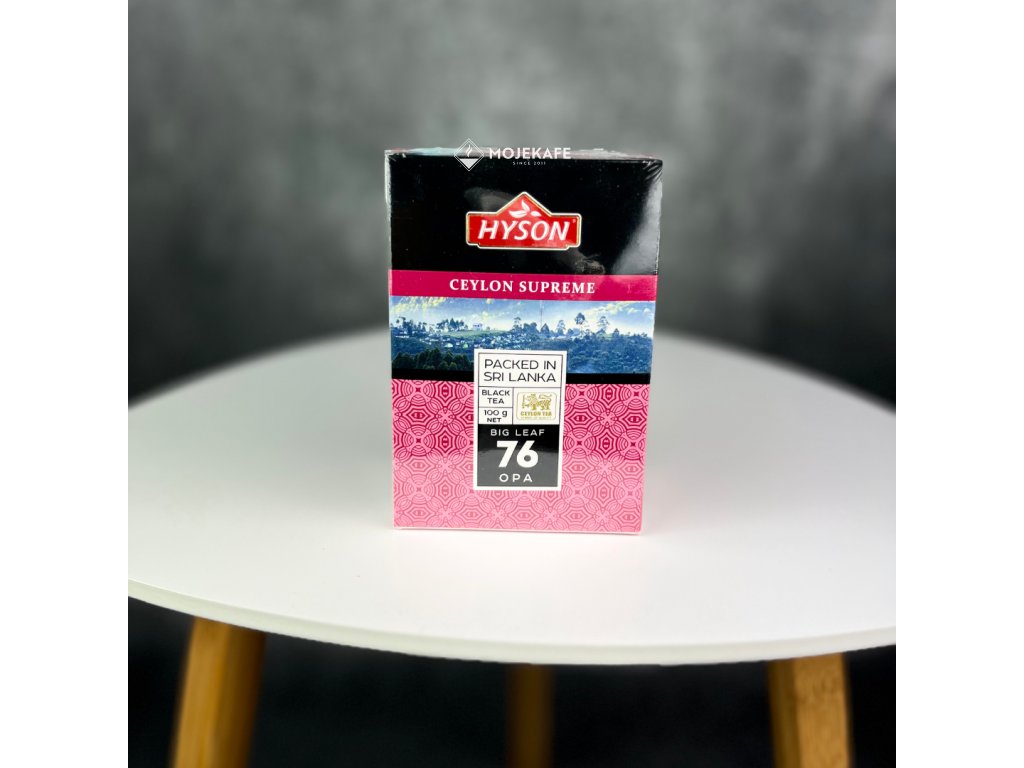 MOJEKAFE
SINCE 2011
HYSON
CEYLON SUPREME
PACKED IN
SRI LANKA
BLACK
TEA
100 g
NET
CEYLON TEA
BIG LEAF
76
OPA